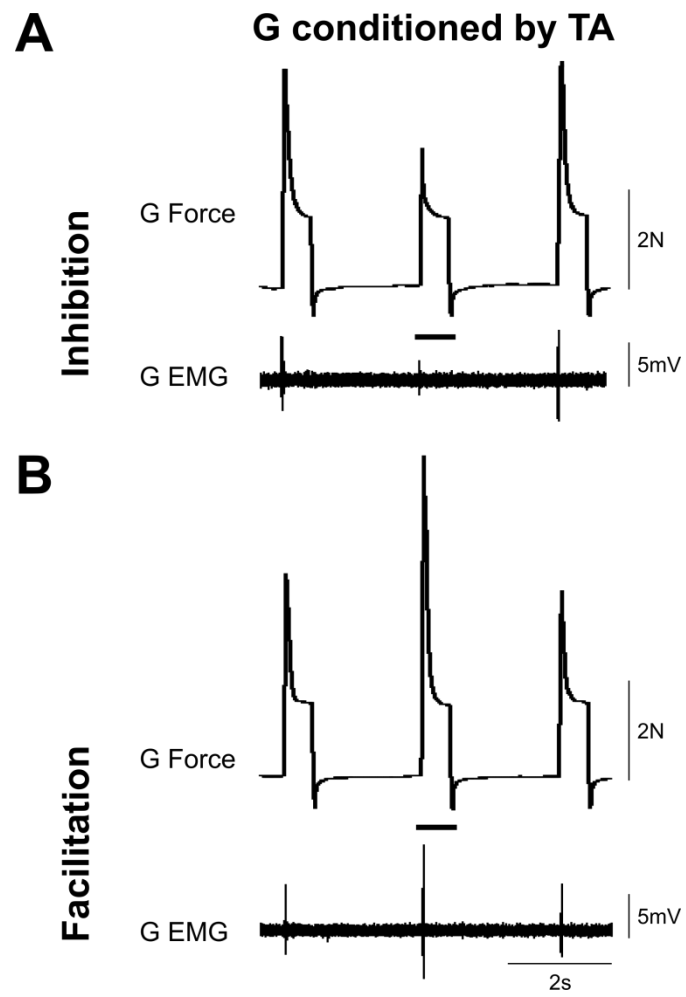 A
G conditioned by TA
Inhibition
G Force
2N
G EMG
5mV
B
Facilitation
G Force
2N
G EMG
5mV
2s